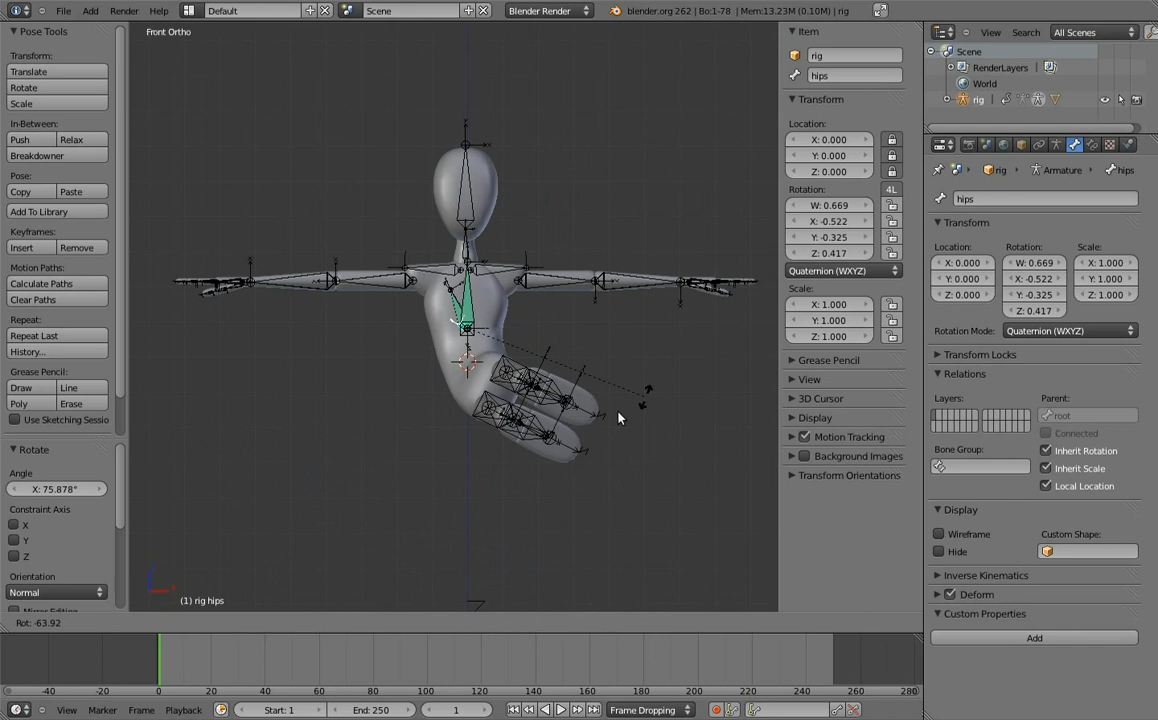 File Add Render Help Default Scene Blender Render blender.org 262 | Bo:1-78 | Mem:13.23M (0.10M) | rig
Pose Tools
Transform:
Translate
Rotate
Scale
In-Between:
Push Relax
Breakdowner
Pose:
Copy Paste
Add To Library
Keyframes:
Insert Remove
Motion Paths:
Calculate Paths
Clear Paths
Repeat:
Repeat Last
History...
Grease Pencil:
Draw Line
Poly Erase
Use Sketching Sessio
Rotate
Angle
X: 75.878°
Constraint Axis
X
Y
Z
Orientation
Normal
Front Ortho
(1) rig hips
Rot: -63.92
Item
rig
hips
Transform
Location:
X: 0.000
Y: 0.000
Z: 0.000
Rotation:
4L
W: 0.669
X: -0.522
Y: -0.325
Z: 0.417
Quaternion (WXYZ)
Scale:
X: 1.000
Y: 1.000
Z: 1.000
Grease Pencil
View
3D Cursor
Display
Motion Tracking
Background Images
Transform Orientations
View Search All Scenes
Scene
RenderLayers
World
rig
rig Armature hips
hips
Transform
Location: Rotation: Scale:
X: 0.000 W: 0.669 X: 1.000
Y: 0.000 X: -0.522 Y: 1.000
Z: 0.000 Y: -0.325 Z: 1.000
Z: 0.417
Rotation Mode: Quaternion (WXYZ)
Transform Locks
Relations
Layers: Parent:
root
Connected
Bone Group: Inherit Rotation
Inherit Scale
Local Location
Display
Wireframe Custom Shape:
Hide
Inverse Kinematics
Deform
Custom Properties
Add
-40 -20 0 20 40 60 80 100 120 140 160 180 200 220 240 260 280
View Marker Frame Playback Start: 1 End: 250 1 Frame Dropping